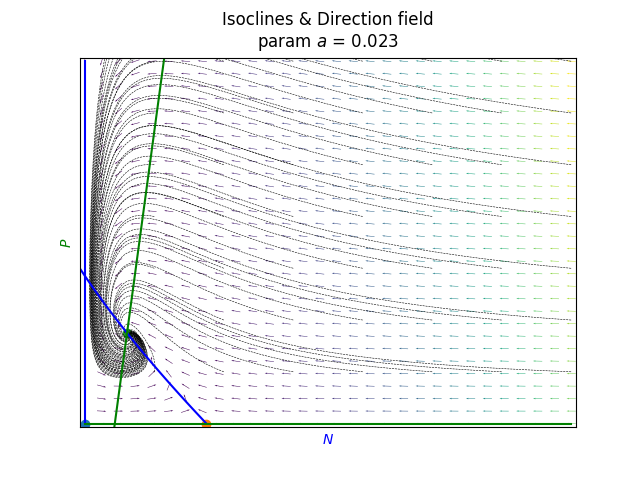 Isoclines & Direction field
param a = 0.023
P
N